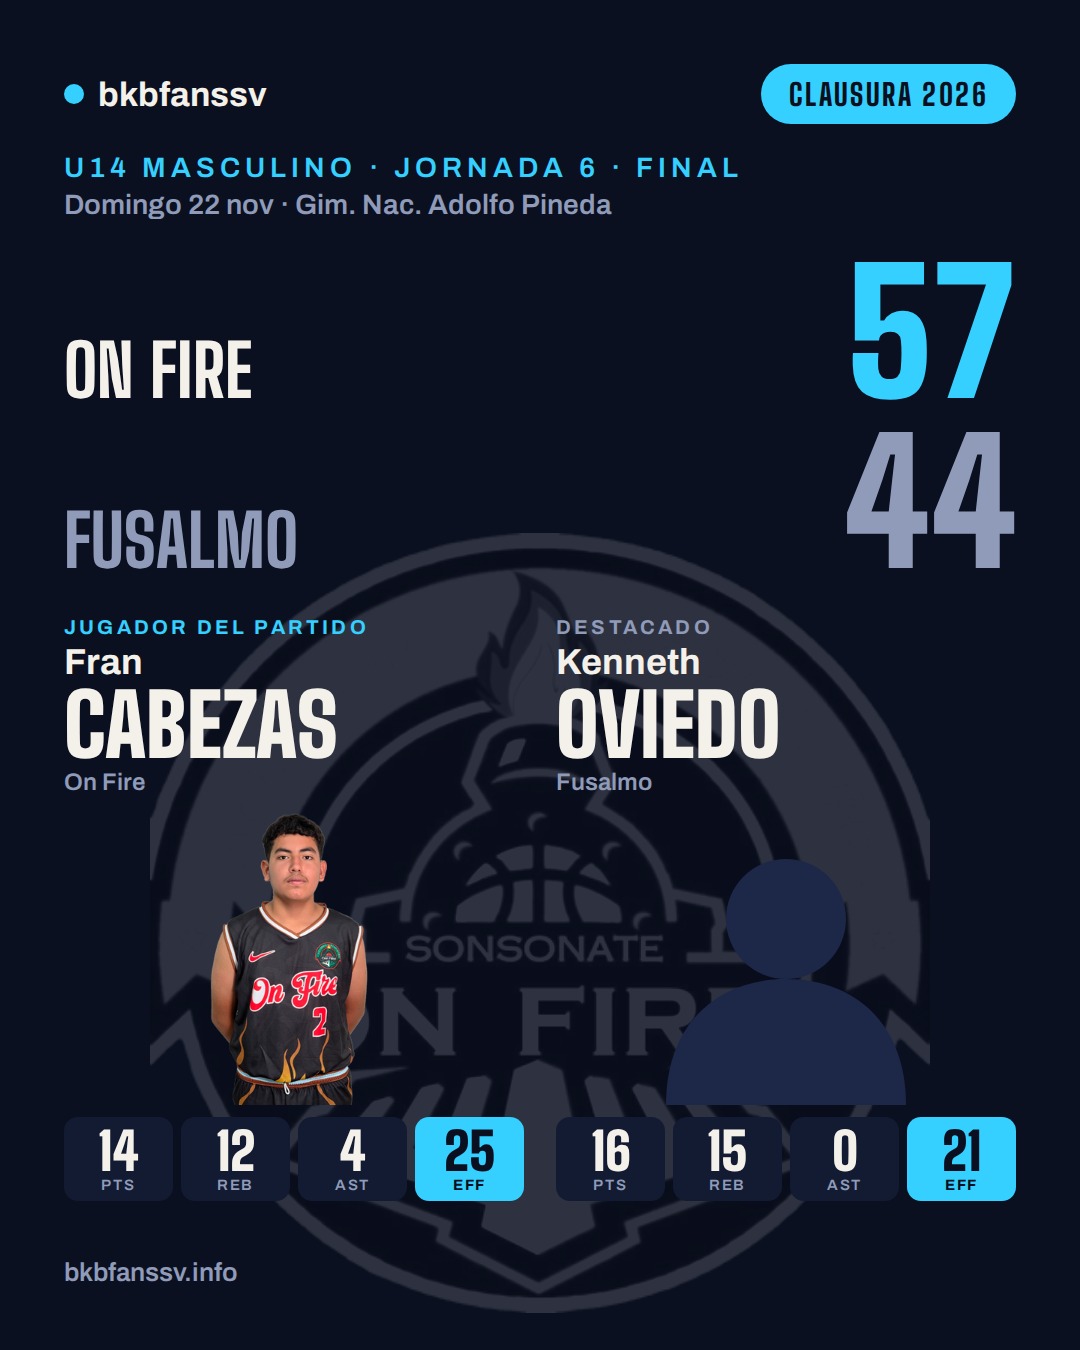 bkbfanssv
CLAUSURA 2026
U14 MASCULINO · JORNADA 6 · FINAL
Domingo 22 nov · Gim. Nac. Adolfo Pineda
ON FIRE
57
FUSALMO
44
JUGADOR DEL PARTIDO
Fran
CABEZAS
On Fire
DESTACADO
Kenneth
OVIEDO
Fusalmo
SONSONATE
ON FIRE
On Fire
2
14
PTS
12
REB
4
AST
25
EFF
16
PTS
15
REB
0
AST
21
EFF
bkbfanssv.info